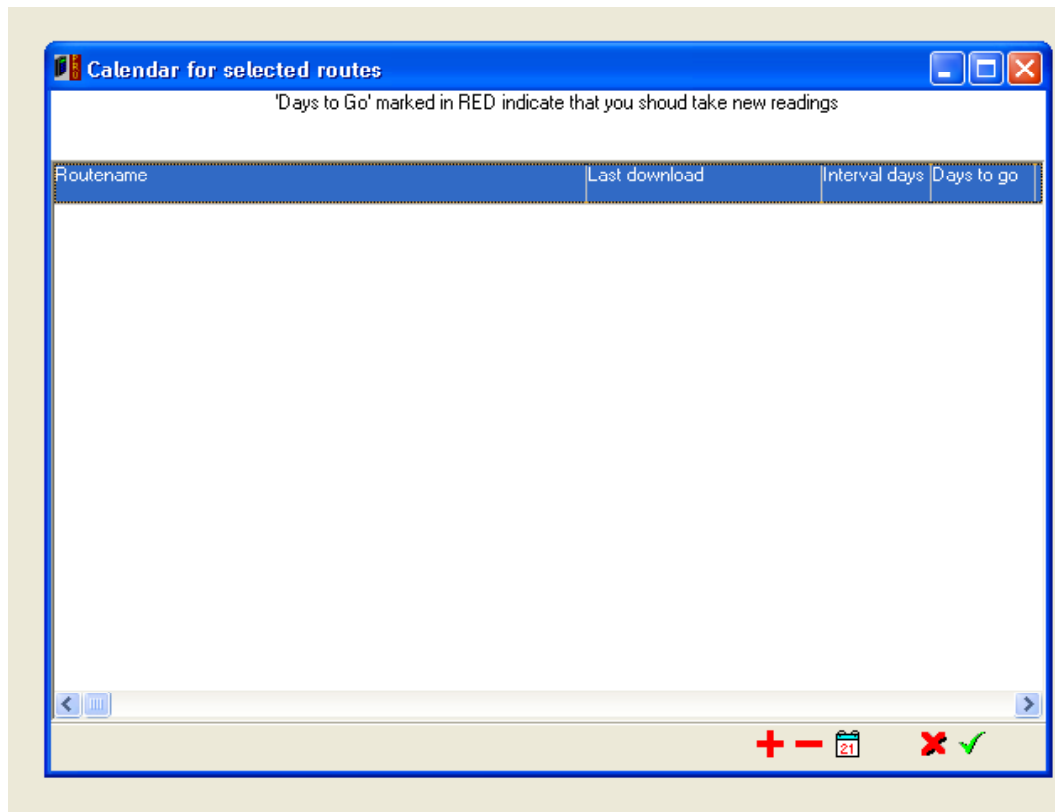 Calendar for selected routes
'Days to Go' marked in RED indicate that you shoud take new readings
Routename Last download Interval days Days to go
21